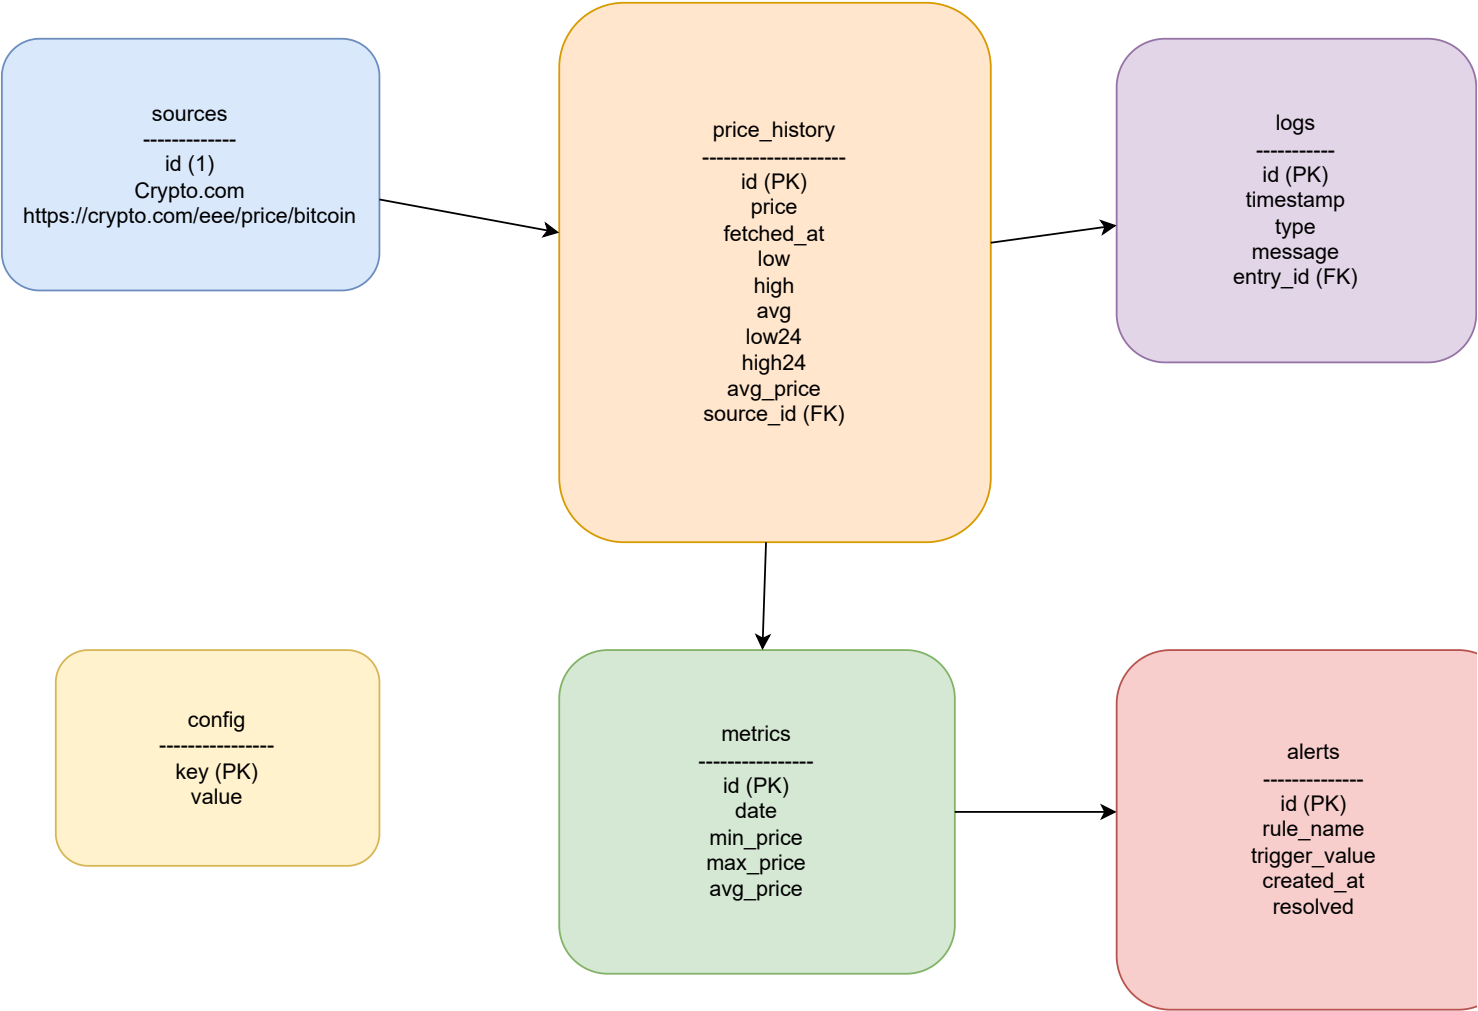 sources
-------------
id (1)
Crypto.com
https://crypto.com/eee/price/bitcoin
price_history
--------------------
id (PK)
price
fetched_at
low
high
avg
low24
high24
avg_price
source_id (FK)
logs
-----------
id (PK)
timestamp
type
message
entry_id (FK)
config
----------------
key (PK)
value
metrics
----------------
id (PK)
date
min_price
max_price
avg_price
alerts
--------------
id (PK)
rule_name
trigger_value
created_at
resolved